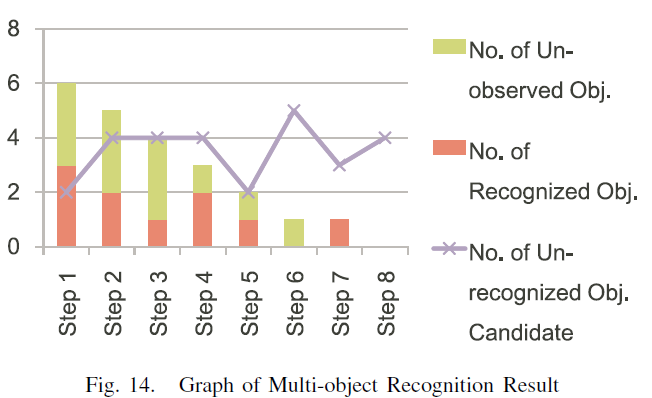 8
6
4
2
0
Step 1
Step 2
Step 3
Step 4
Step 5
Step 6
Step 7
Step 8
No. of Un-
observed Obj.
No. of
Recognized Obj.
No. of Un-
recognized Obj.
Candidate
Fig. 14. Graph of Multi-object Recognition Result